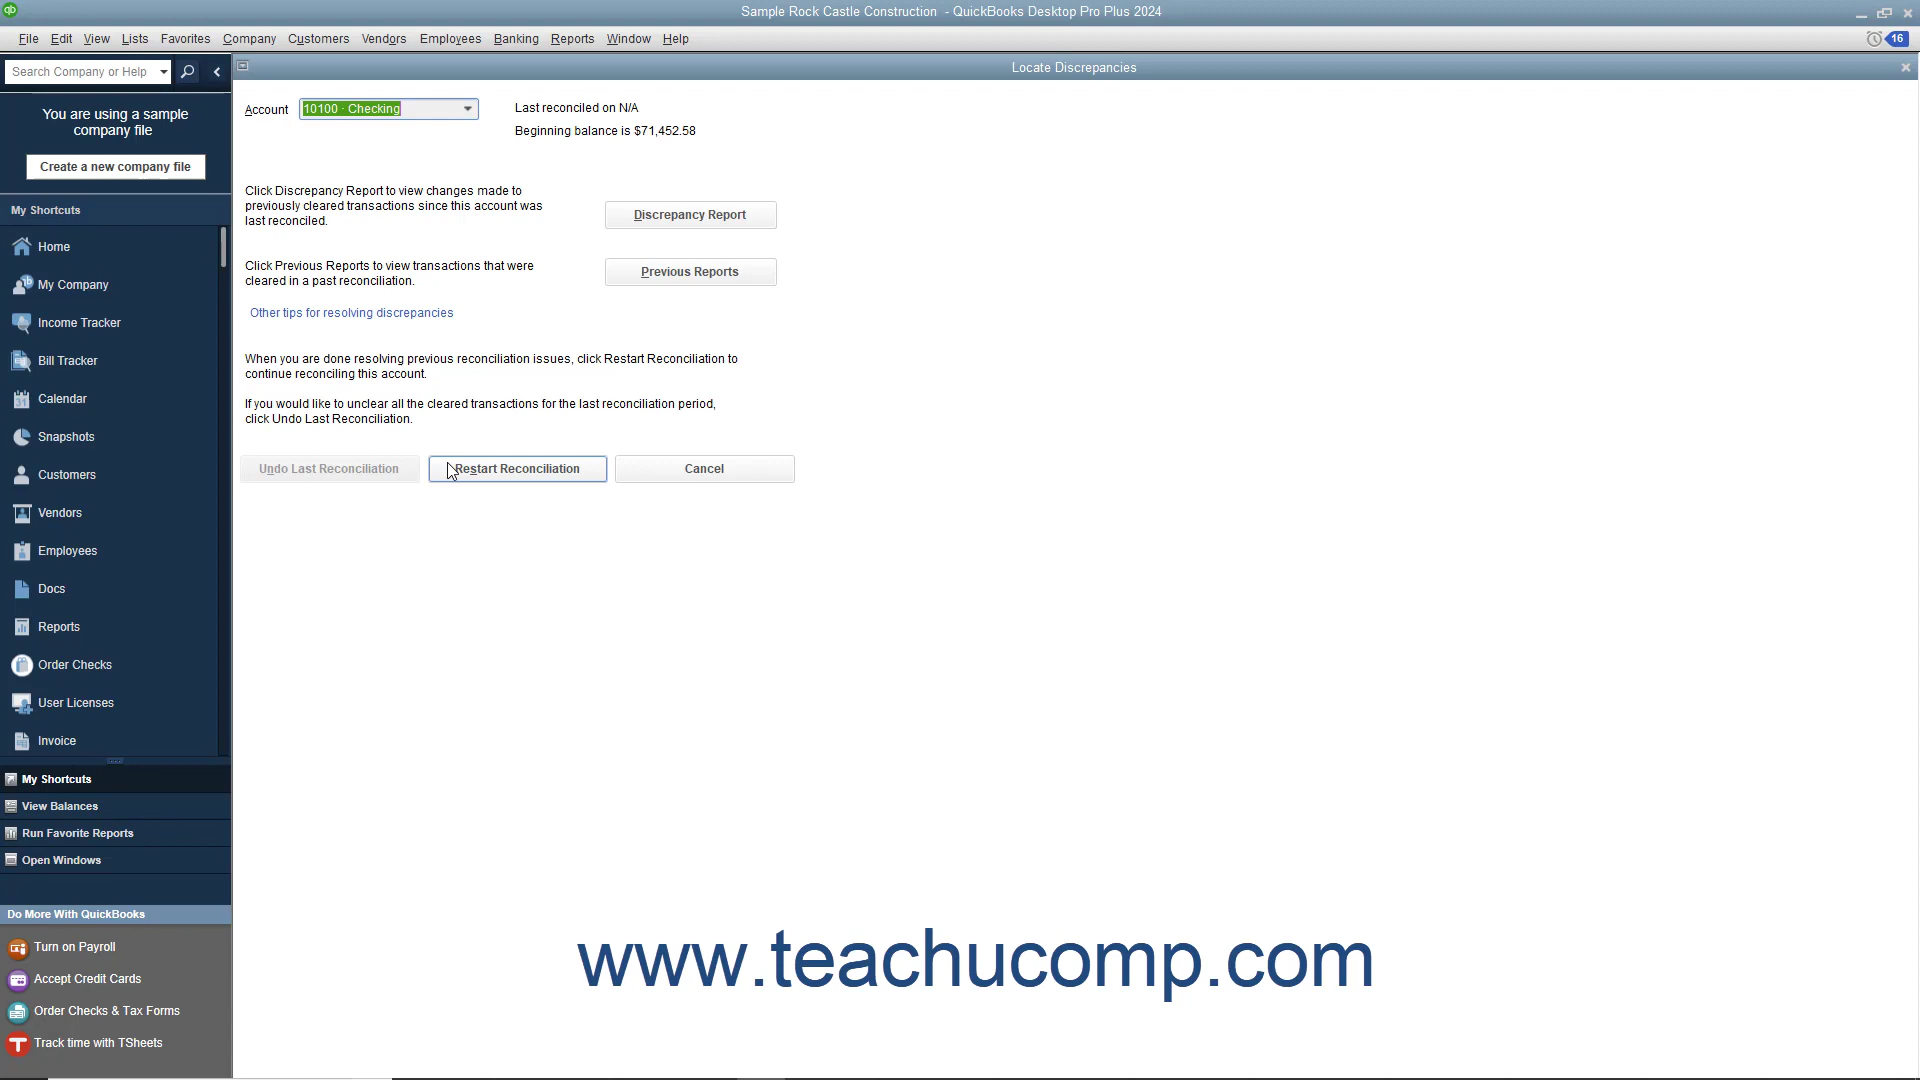 Sample Rock Castle Construction - QuickBooks Desktop Pro Plus 2024
File Edit View Lists Favorites Company Customers Vendors Employees Banking Reports Window Help
16
Search Company or Help
Locate Discrepancies
You are using a sample
company file
Create a new company file
My Shortcuts
Home
My Company
Income Tracker
Bill Tracker
Calendar
Snapshots
Customers
Vendors
Employees
Docs
Reports
Order Checks
User Licenses
Invoice
My Shortcuts
View Balances
Run Favorite Reports
Open Windows
Do More With QuickBooks
Turn on Payroll
Accept Credit Cards
Order Checks & Tax Forms
Track time with TSheets
Account 10100 · Checking
Last reconciled on N/A
Beginning balance is $71,452.58
Click Discrepancy Report to view changes made to
previously cleared transactions since this account was
last reconciled.
Discrepancy Report
Click Previous Reports to view transactions that were
cleared in a past reconciliation.
Previous Reports
Other tips for resolving discrepancies
When you are done resolving previous reconciliation issues, click Restart Reconciliation to
continue reconciling this account.
If you would like to unclear all the cleared transactions for the last reconciliation period,
click Undo Last Reconciliation.
Undo Last Reconciliation Restart Reconciliation Cancel
www.teachucomp.com